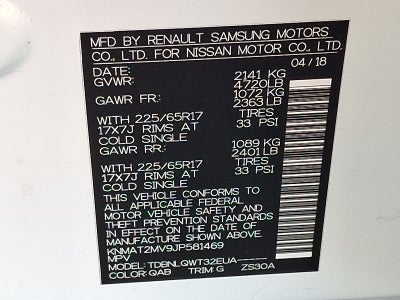 MFD BY RENAULT SAMSUNG MOTORS
CO., LTD. FOR NISSAN MOTOR CO., LTD.
DATE: 04/18
GVWR: 2141 KG
4720LB
GAWR FR: 1072 KG
2363LB
WITH 225/65R17 TIRES
17X7J RIMS AT 33 PSI
COLD SINGLE
GAWR RR: 1089 KG
2401LB
WITH 225/65R17 TIRES
17X7J RIMS AT 33 PSI
COLD SINGLE
THIS VEHICLE CONFORMS TO
ALL APPLICABLE FEDERAL
MOTOR VEHICLE SAFETY AND
THEFT PREVENTION STANDARDS
IN EFFECT ON THE DATE OF
MANUFACTURE SHOWN ABOVE
KNMAT2MV9JP581469
MPV
MODEL: TDBNLQWT32EUA-----
COLOR: QAB TRIM: G ZS30A